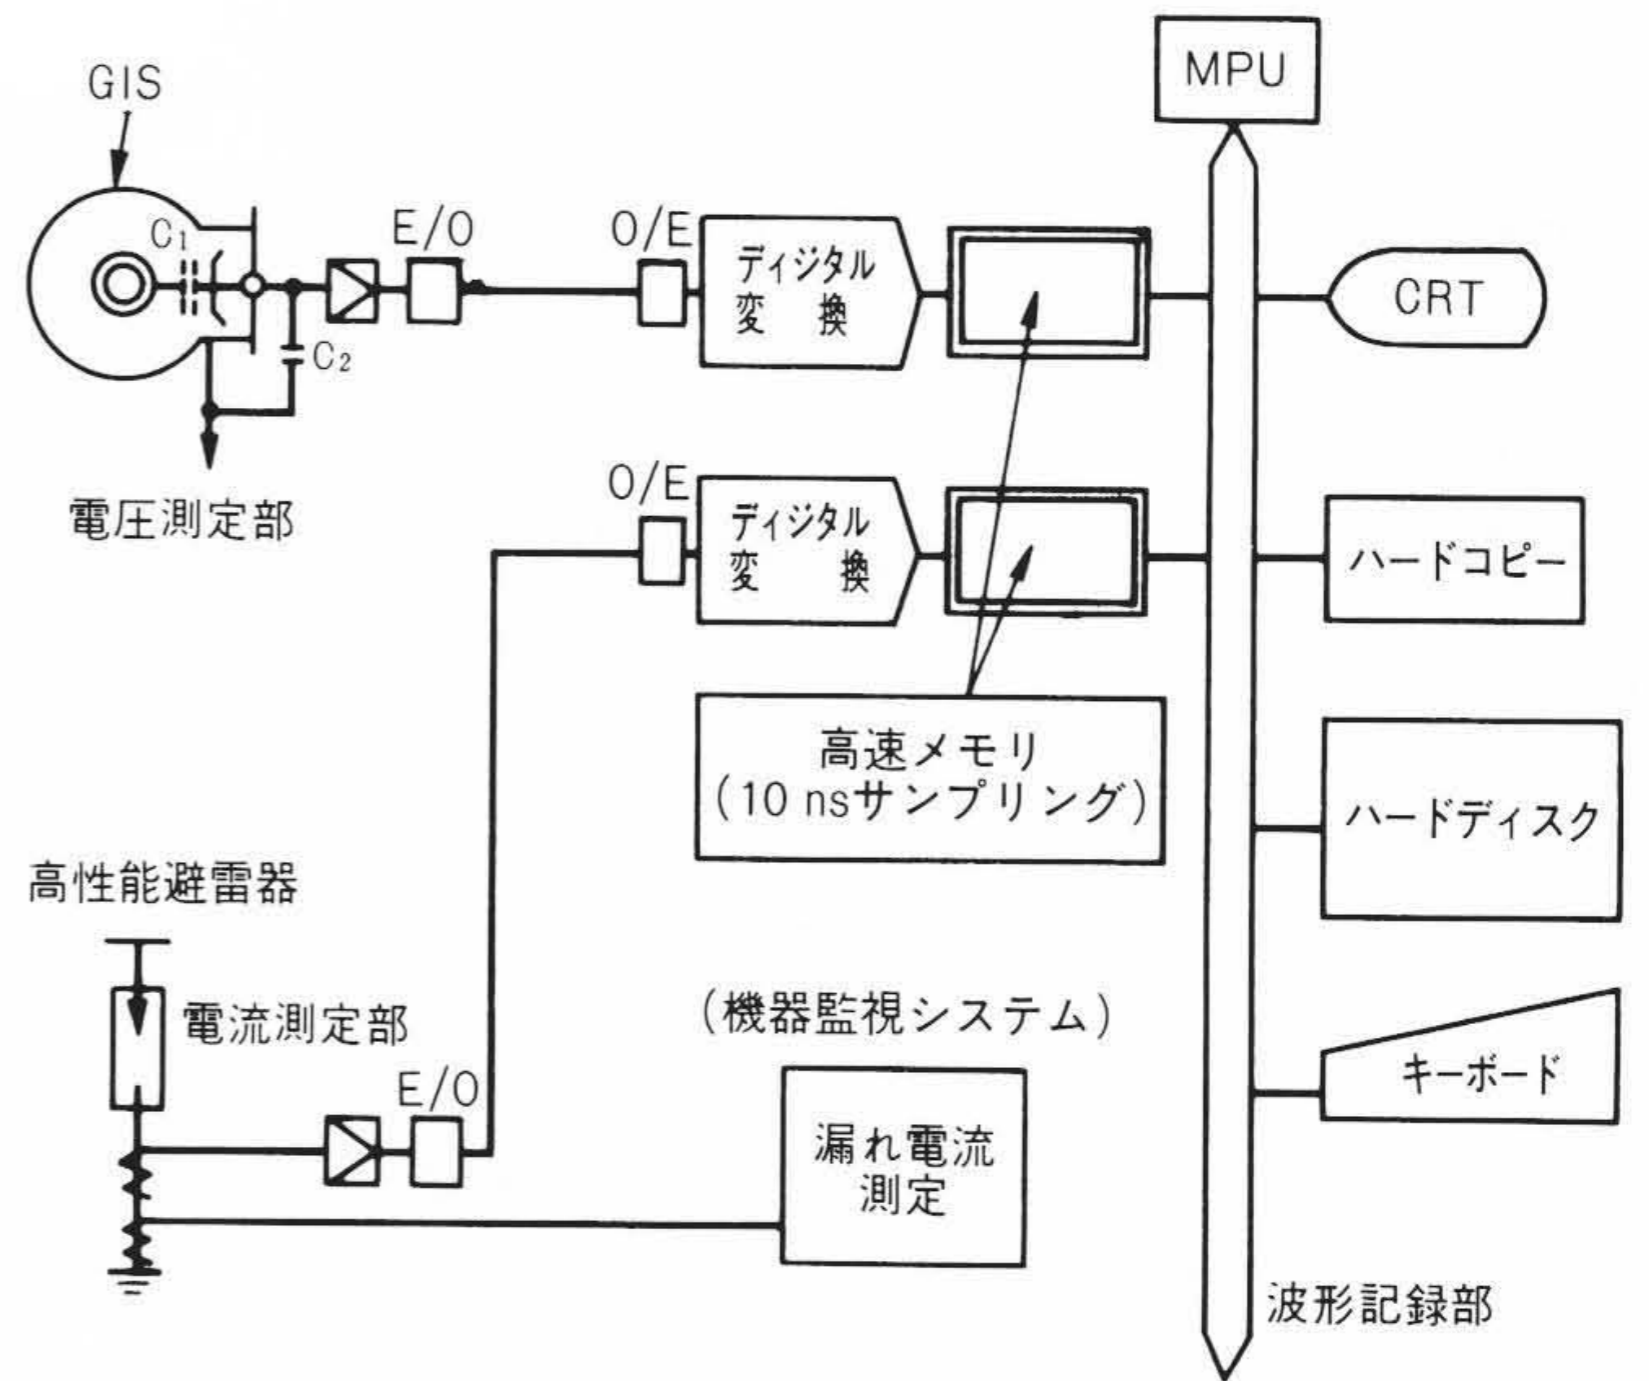 MPU
GIS
C1
E/O
O/E
ディジタル
変 換
CRT
C2
電圧測定部
O/E
ディジタル
変 換
ハードコピー
高速メモリ
(10 nsサンプリング)
ハードディスク
高性能避雷器
電流測定部
(機器監視システム)
キーボード
E/O
漏れ電流
測定
波形記録部